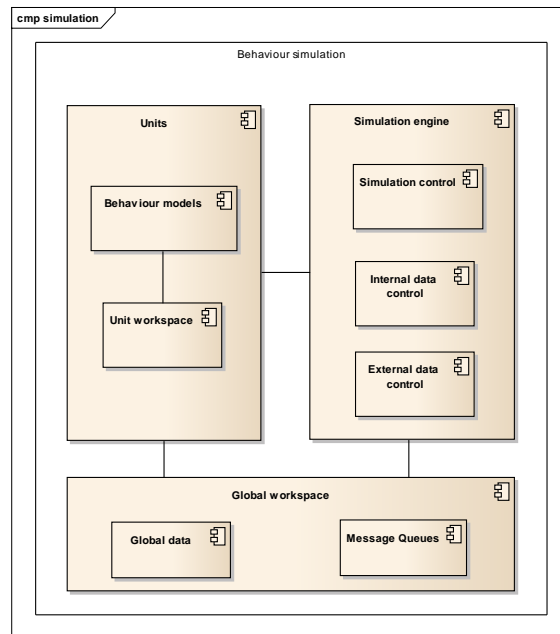 cmp simulation
Behaviour simulation
Units
Simulation engine
Behaviour models
Simulation control
Unit workspace
Internal data
control
External data
control
Global workspace
Global data
Message Queues